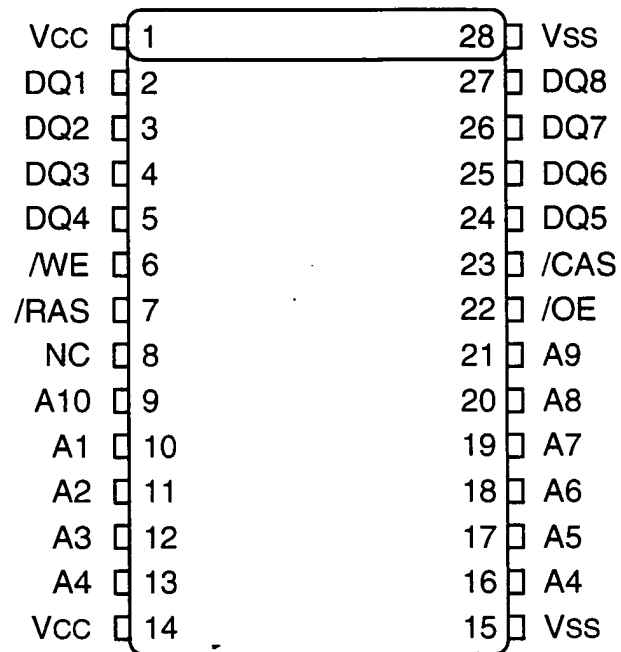 Vcc 1 28 Vss
DQ1 2 27 DQ8
DQ2 3 26 DQ7
DQ3 4 25 DQ6
DQ4 5 24 DQ5
/WE 6 23 /CAS
/RAS 7 22 /OE
NC 8 21 A9
A10 9 20 A8
A1 10 19 A7
A2 11 18 A6
A3 12 17 A5
A4 13 16 A4
Vcc 14 15 Vss